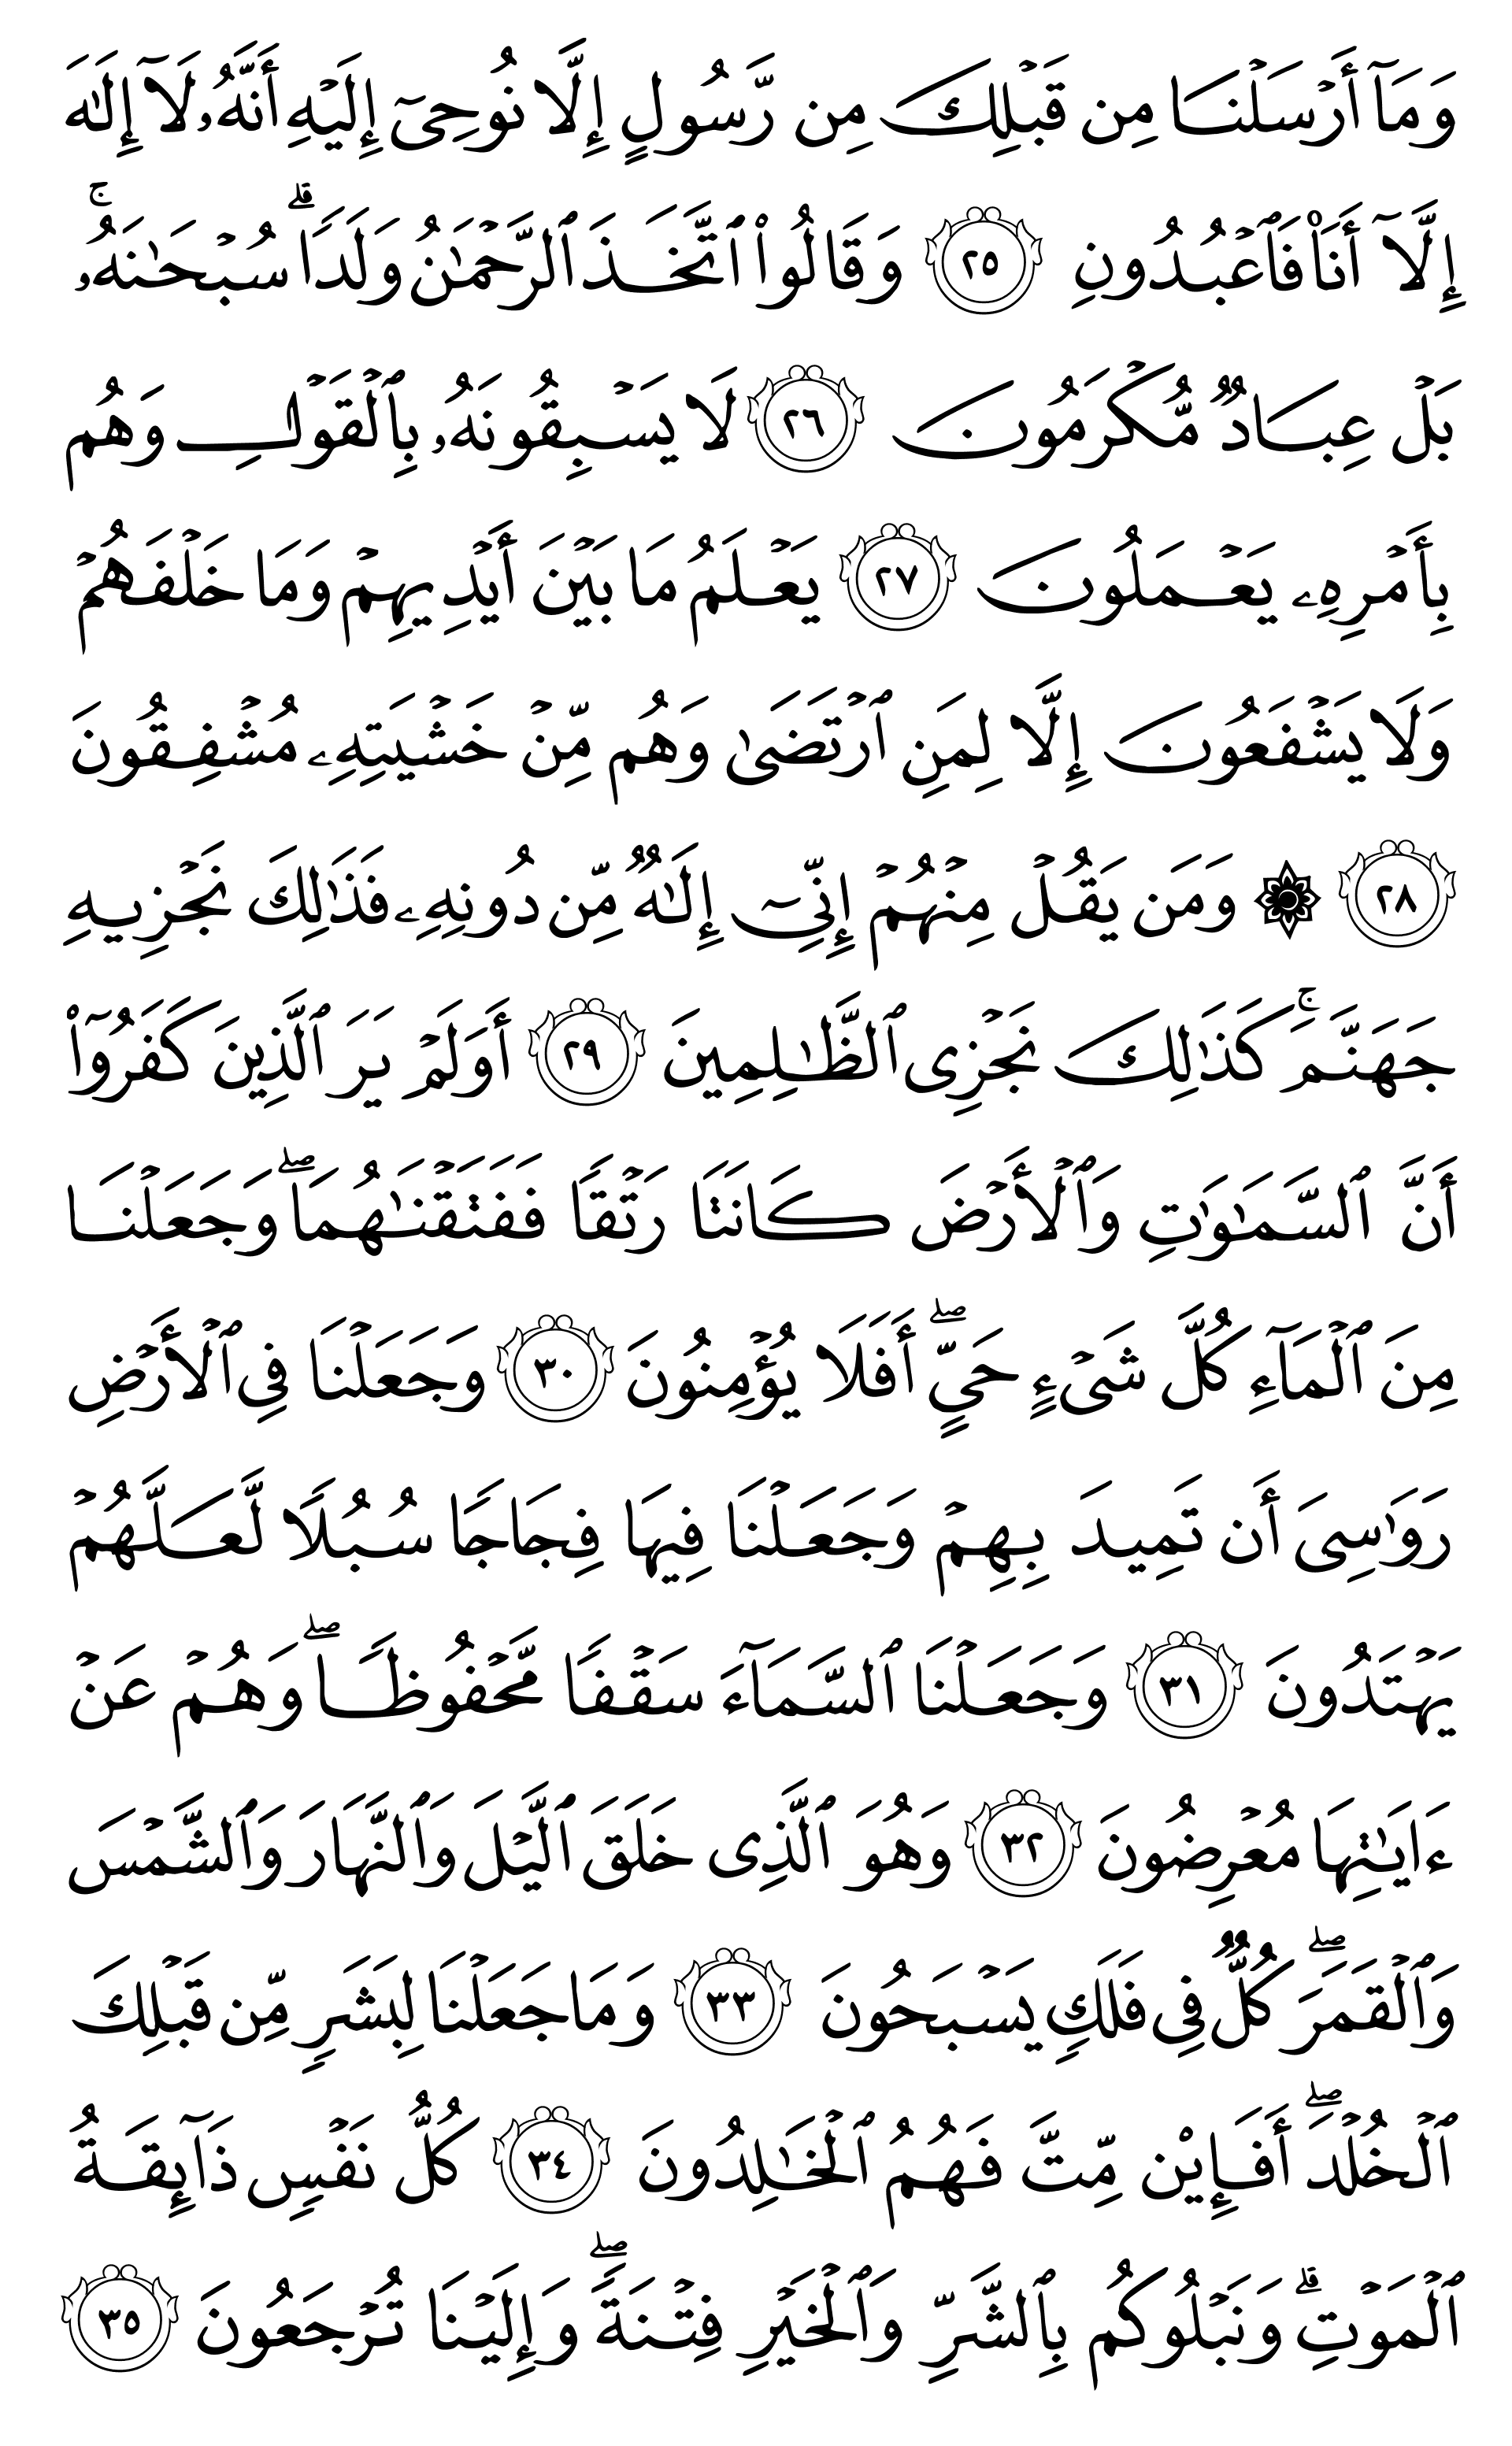 وَمَآ أَرۡسَلۡنَا مِن قَبۡلِكَ مِن رَّسُولٍ إِلَّا نُوحِيٓ إِلَيۡهِ أَنَّهُۥ لَآ إِلَٰهَ
إِلَّآ أَنَا۠ فَٱعۡبُدُونِ ٢٥ وَقَالُواْ ٱتَّخَذَ ٱلرَّحۡمَٰنُ وَلَدٗاۗ سُبۡحَٰنَهُۥۚ
بَلۡ عِبَادٞ مُّكۡرَمُونَ ٢٦ لَا يَسۡبِقُونَهُۥ بِٱلۡقَوۡلِ وَهُم
بِأَمۡرِهِۦ يَعۡمَلُونَ ٢٧ يَعۡلَمُ مَا بَيۡنَ أَيۡدِيهِمۡ وَمَا خَلۡفَهُمۡ
وَلَا يَشۡفَعُونَ إِلَّا لِمَنِ ٱرۡتَضَىٰ وَهُم مِّنۡ خَشۡيَتِهِۦ مُشۡفِقُونَ
٢٨ ۞ وَمَن يَقُلۡ مِنۡهُمۡ إِنِّيٓ إِلَٰهٞ مِّن دُونِهِۦ فَذَٰلِكَ نَجۡزِيهِ
جَهَنَّمَۚ كَذَٰلِكَ نَجۡزِي ٱلظَّٰلِمِينَ ٢٩ أَوَلَمۡ يَرَ ٱلَّذِينَ كَفَرُوٓاْ
أَنَّ ٱلسَّمَٰوَٰتِ وَٱلۡأَرۡضَ كَانَتَا رَتۡقٗا فَفَتَقۡنَٰهُمَاۖ وَجَعَلۡنَا
مِنَ ٱلۡمَآءِ كُلَّ شَيۡءٍ حَيٍّۖ أَفَلَا يُؤۡمِنُونَ ٣٠ وَجَعَلۡنَا فِي ٱلۡأَرۡضِ
رَوَٰسِيَ أَن تَمِيدَ بِهِمۡ وَجَعَلۡنَا فِيهَا فِجَاجٗا سُبُلٗا لَّعَلَّهُمۡ
يَهۡتَدُونَ ٣١ وَجَعَلۡنَا ٱلسَّمَآءَ سَقۡفٗا مَّحۡفُوظٗاۖ وَهُمۡ عَنۡ
ءَايَٰتِهَا مُعۡرِضُونَ ٣٢ وَهُوَ ٱلَّذِي خَلَقَ ٱلَّيۡلَ وَٱلنَّهَارَ وَٱلشَّمۡسَ
وَٱلۡقَمَرَۖ كُلّٞ فِي فَلَكٖ يَسۡبَحُونَ ٣٣ وَمَا جَعَلۡنَا لِبَشَرٖ مِّن قَبۡلِكَ
ٱلۡخُلۡدَۖ أَفَإِيْن مِّتَّ فَهُمُ ٱلۡخَٰلِدُونَ ٣٤ كُلُّ نَفۡسٖ ذَآئِقَةُ
ٱلۡمَوۡتِۗ وَنَبۡلُوكُم بِٱلشَّرِّ وَٱلۡخَيۡرِ فِتۡنَةٗۖ وَإِلَيۡنَا تُرۡجَعُونَ ٣٥